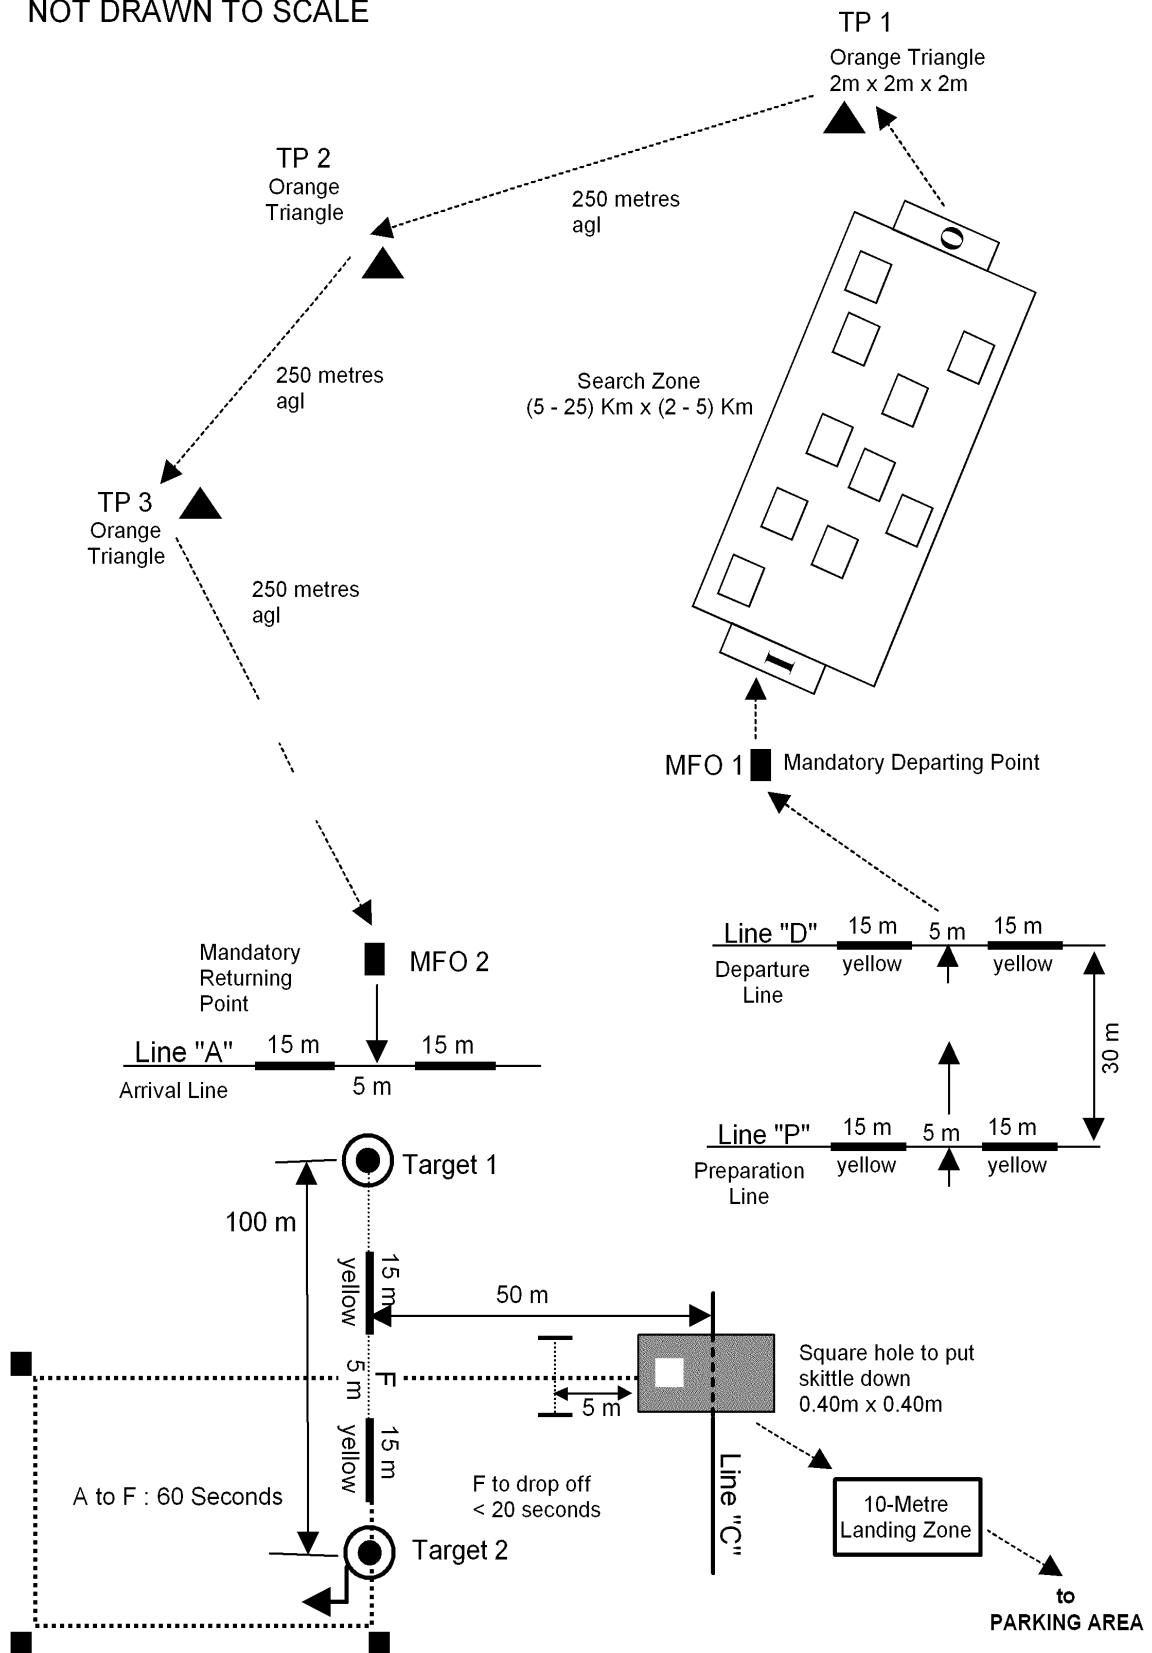 NOT DRAWN TO SCALE
TP 1
Orange Triangle
2m x 2m x 2m
TP 2
Orange
Triangle
250 metres
agl
O
250 metres
agl
Search Zone
(5 - 25) Km x (2 - 5) Km
TP 3
Orange
Triangle
250 metres
agl
I
MFO 1
Mandatory Departing Point
Mandatory
Returning
Point
MFO 2
Line "D"
15 m
5 m
15 m
yellow
yellow
Departure
Line
30 m
Line "A"
15 m
15 m
Arrival Line
5 m
Line "P"
15 m
5 m
15 m
yellow
yellow
Preparation
Line
Target 1
100 m
15 m
yellow
50 m
5 m
F
5 m
Square hole to put
skittle down
0.40m x 0.40m
15 m
yellow
A to F : 60 Seconds
F to drop off
< 20 seconds
Line "C"
10-Metre
Landing Zone
Target 2
to
PARKING AREA